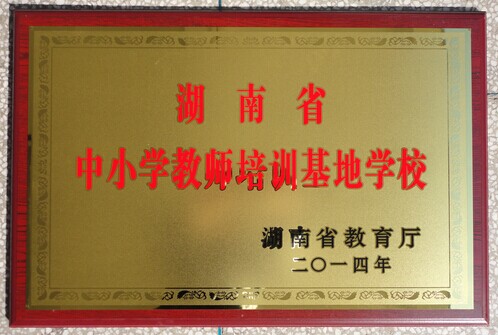 湖南省
中小学教师培训基地学校
湖南省教育厅
二〇一四年